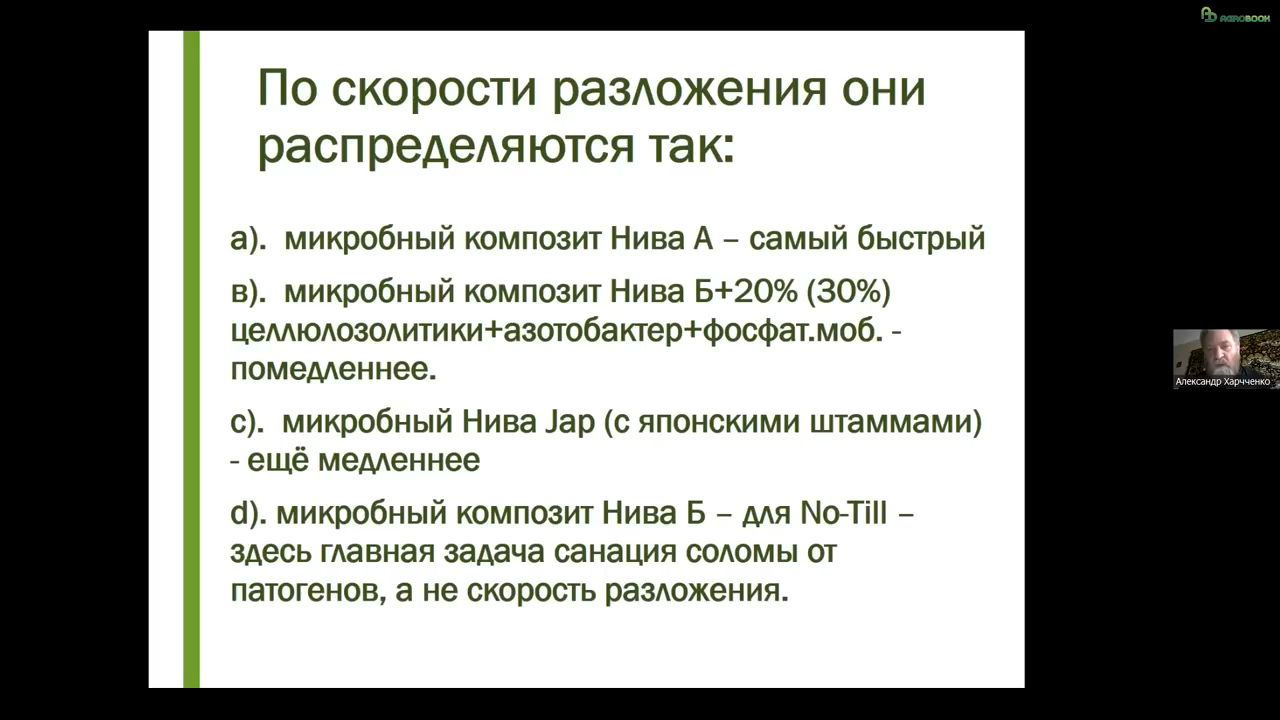 AGROBOOK
По скорости разложения они
распределяются так:
а). микробный композит Нива А – самый быстрый
в). микробный композит Нива Б+20% (30%)
целлюлозолитики+азотобактер+фосфат.моб. -
помедленнее.
с). микробный Нива Jap (с японскими штаммами)
- ещё медленнее
d). микробный композит Нива Б – для No-Till –
здесь главная задача санация соломы от
патогенов, а не скорость разложения.
Александр Харчченко